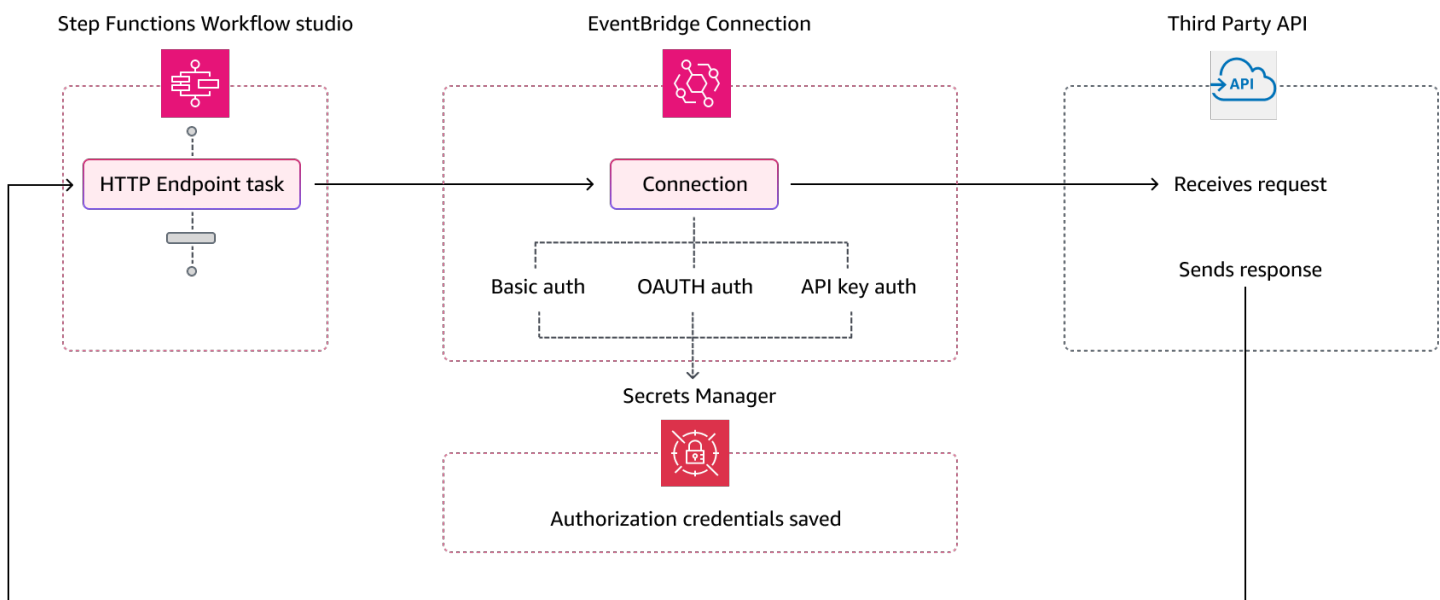 Step Functions Workflow studio
EventBridge Connection
Third Party API
API
HTTP Endpoint task
Connection
Receives request
Sends response
Basic auth
OAUTH auth
API key auth
Secrets Manager
Authorization credentials saved